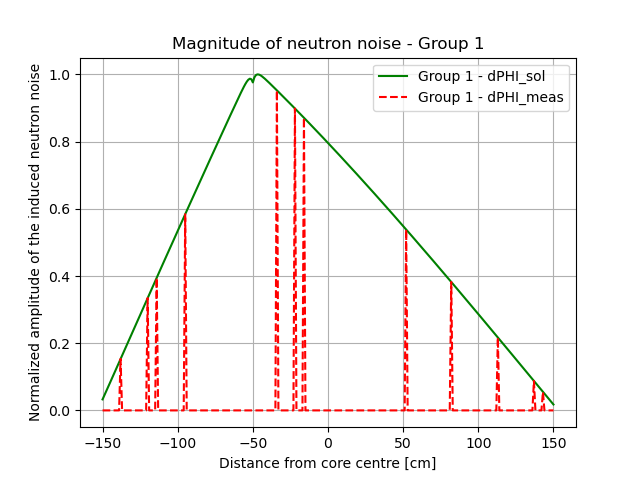 Magnitude of neutron noise - Group 1
Normalized amplitude of the induced neutron noise
1.0
0.8
0.6
0.4
0.2
0.0
Group 1 - dPHI_sol
Group 1 - dPHI_meas
−150
−100
−50
0
50
100
150
Distance from core centre [cm]